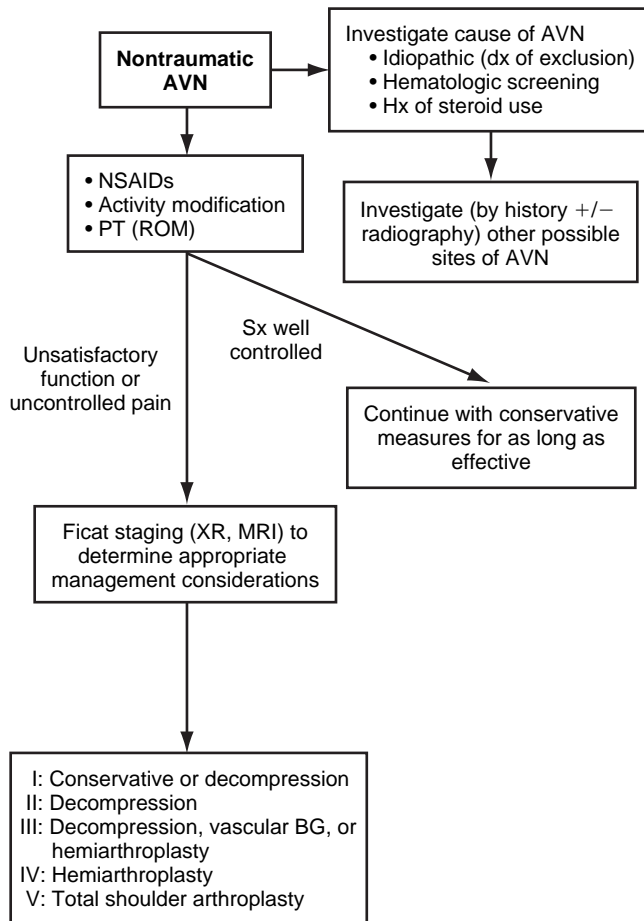 Nontraumatic
AVN
Investigate cause of AVN
• Idiopathic (dx of exclusion)
• Hematologic screening
• Hx of steroid use
• NSAIDs
• Activity modification
• PT (ROM)
Investigate (by history +/−
radiography) other possible
sites of AVN
Unsatisfactory
function or
uncontrolled pain
Sx well
controlled
Continue with conservative
measures for as long as
effective
Ficat staging (XR, MRI) to
determine appropriate
management considerations
I: Conservative or decompression
II: Decompression
III: Decompression, vascular BG, or
hemiarthroplasty
IV: Hemiarthroplasty
V: Total shoulder arthroplasty